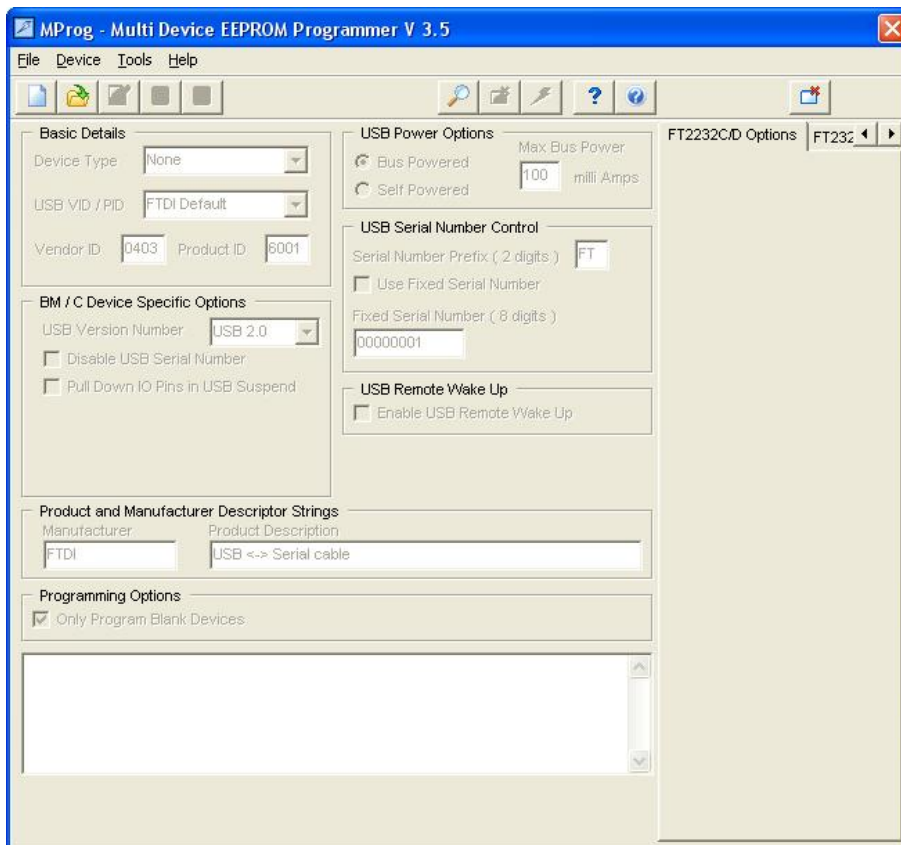 MProg - Multi Device EEPROM Programmer V 3.5
File Device Tools Help
Basic Details
Device Type None
USB VID / PID FTDI Default
Vendor ID 0403 Product ID 6001
BM / C Device Specific Options
USB Version Number USB 2.0
Disable USB Serial Number
Pull Down IO Pins in USB Suspend
USB Power Options
Bus Powered
Self Powered
Max Bus Power
100 milli Amps
USB Serial Number Control
Serial Number Prefix ( 2 digits ) FT
Use Fixed Serial Number
Fixed Serial Number ( 8 digits )
00000001
USB Remote Wake Up
Enable USB Remote Wake Up
FT2232C/D Options FT232
Product and Manufacturer Descriptor Strings
Manufacturer Product Description
FTDI USB <-> Serial cable
Programming Options
Only Program Blank Devices